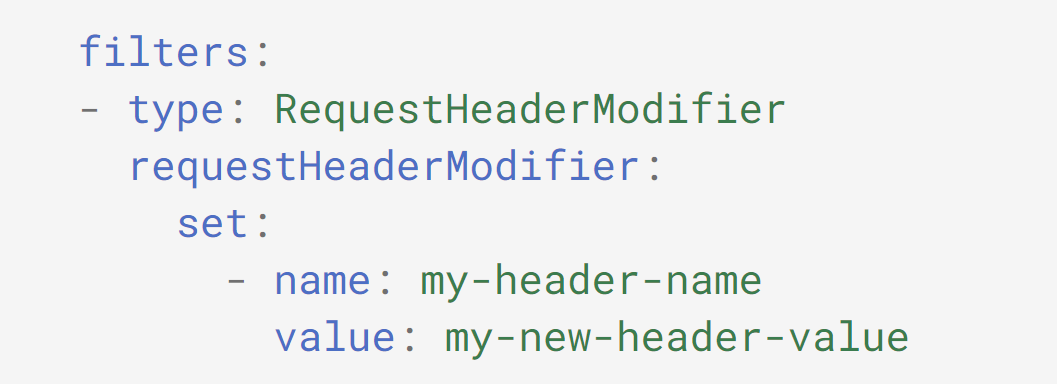 filters:
- type: RequestHeaderModifier
  requestHeaderModifier:
    set:
      - name: my-header-name
        value: my-new-header-value